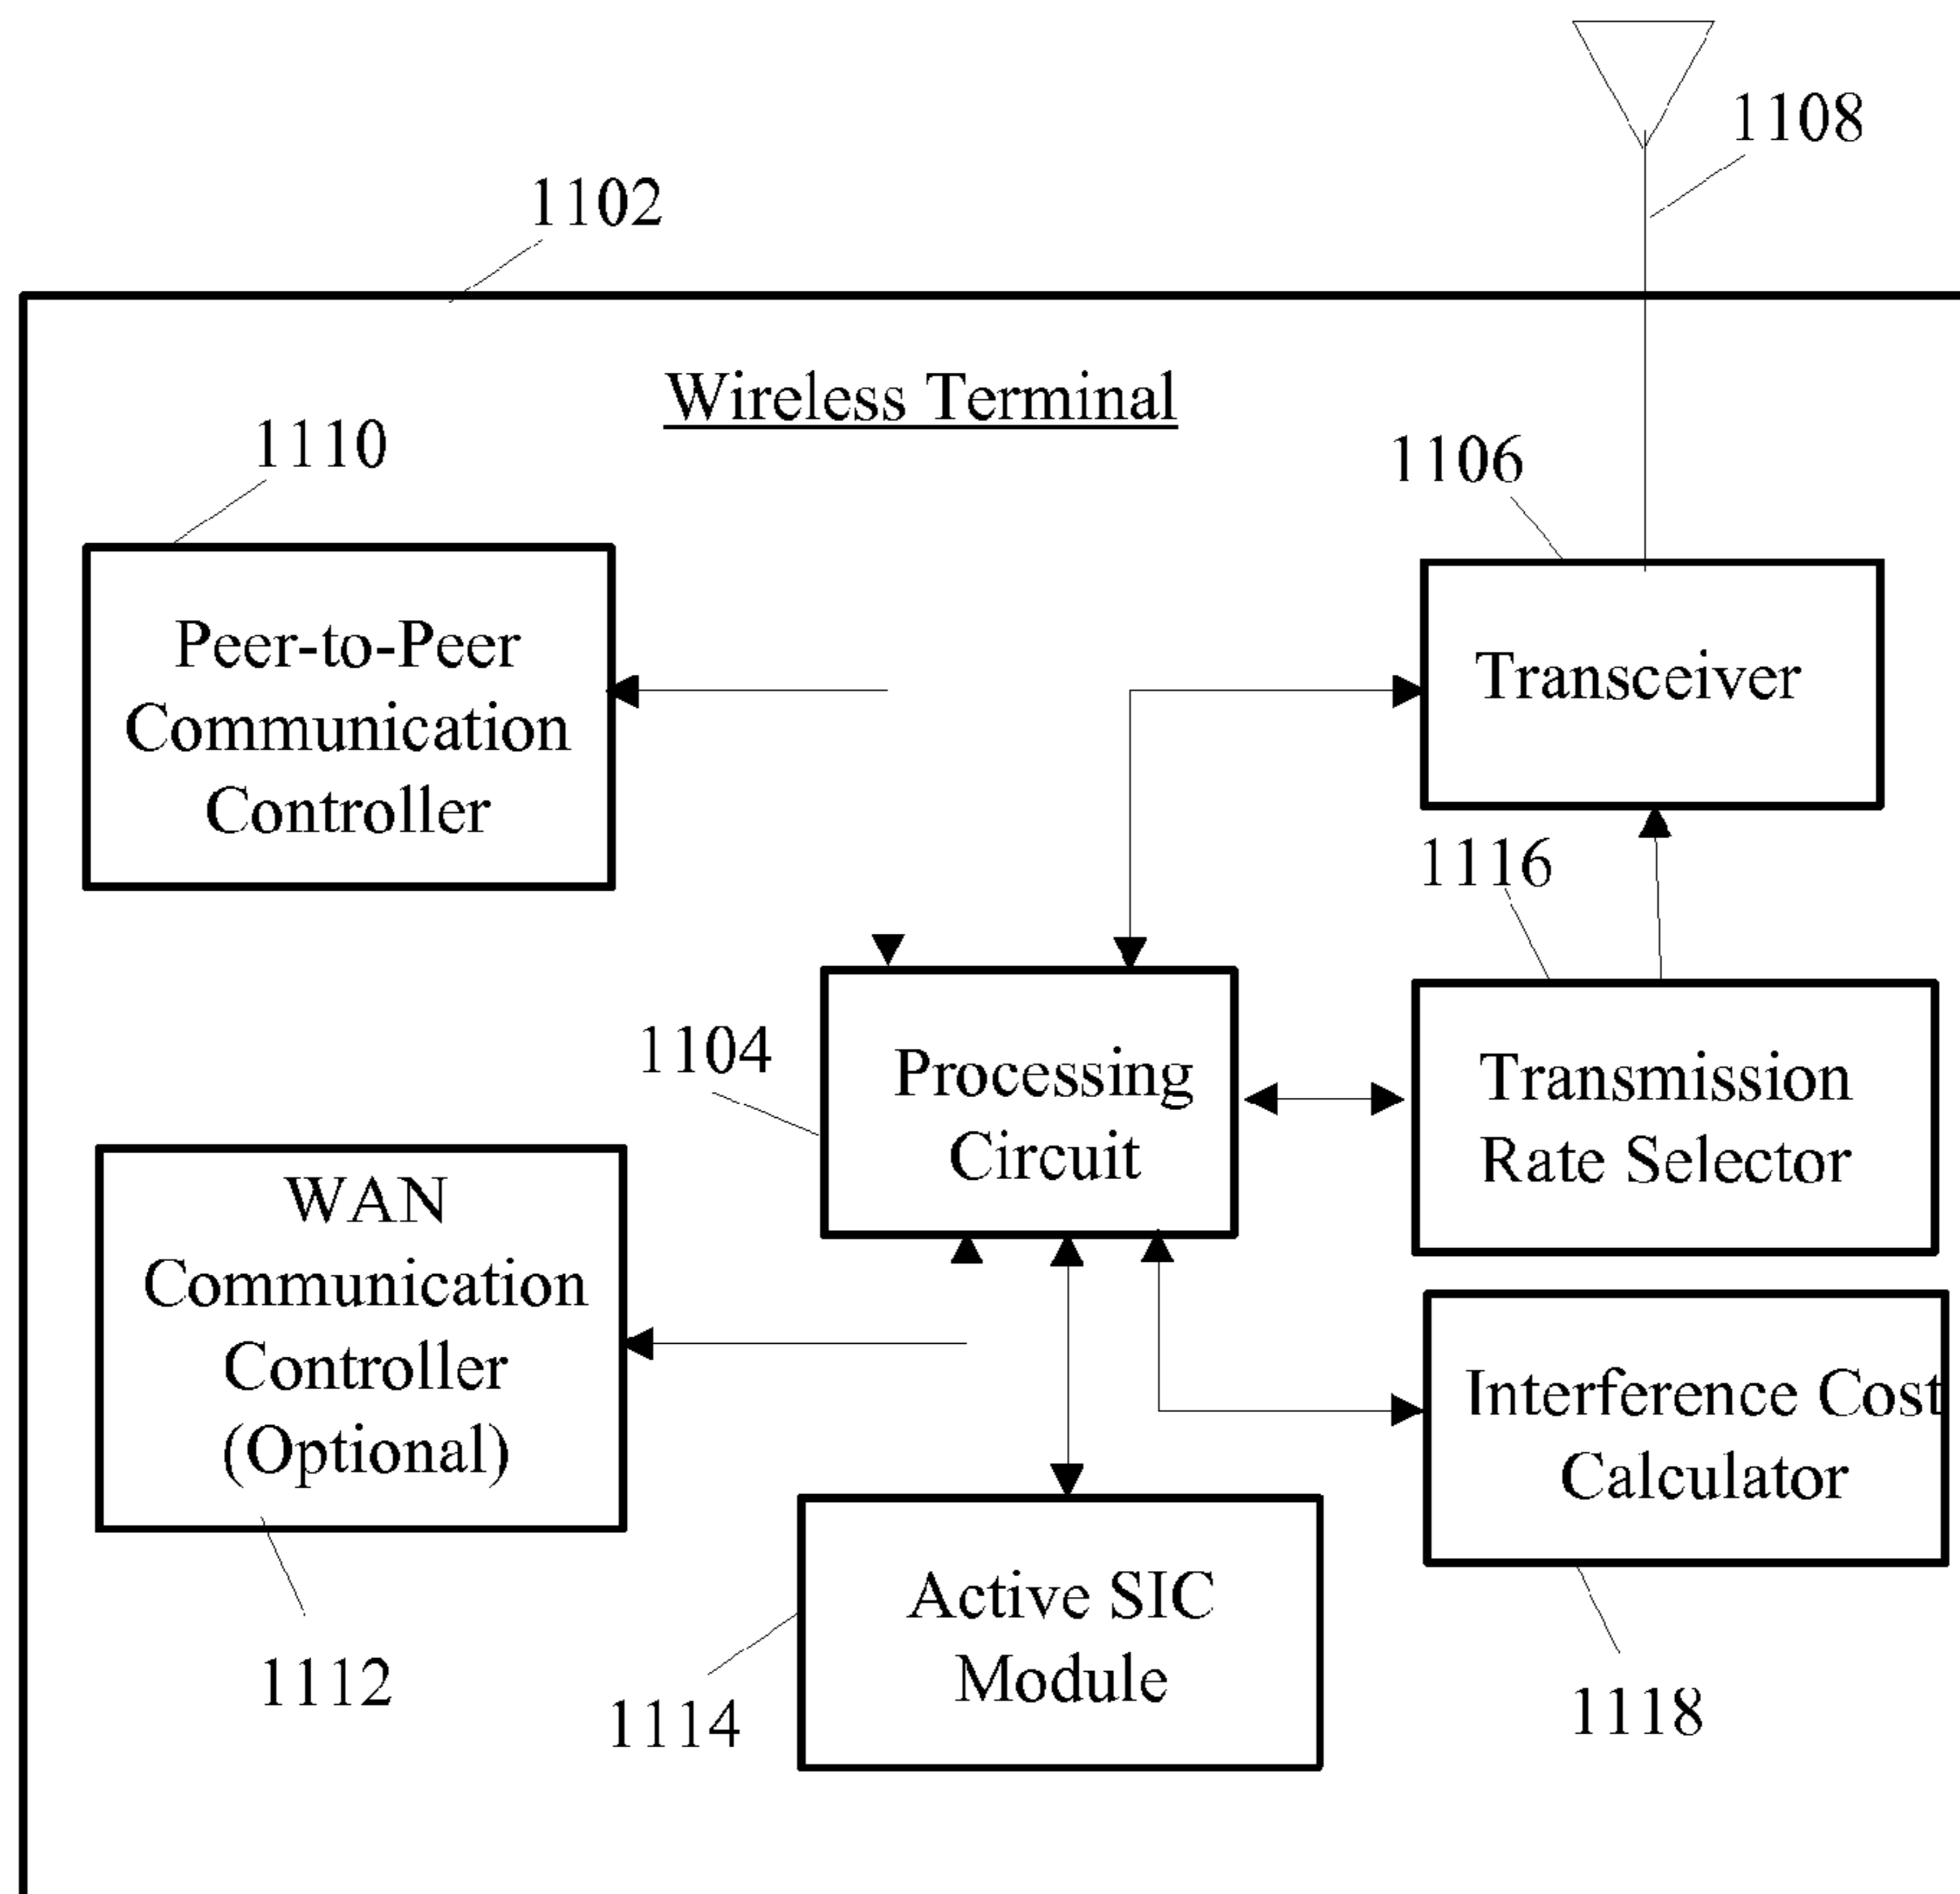 1108
1102
Wireless Terminal
1110
1106
Peer-to-Peer
Communication
Controller
Transceiver
1116
1104
Processing
Circuit
Transmission
Rate Selector
WAN
Communication
Controller
(Optional)
Interference Cost
Calculator
Active SIC
Module
1112
1114
1118